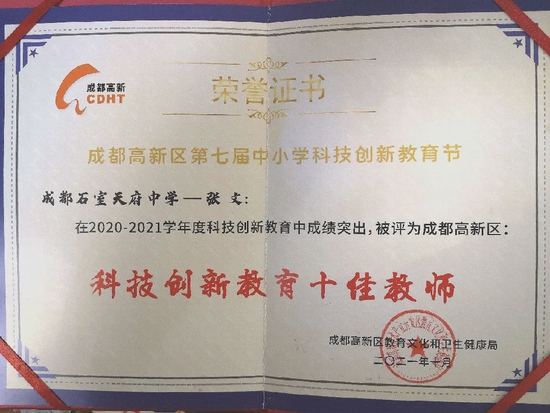 成都高新
CDHT
荣誉证书
成都高新区第七届中小学科技创新教育节
成都石室天府中学—张文:
在2020-2021学年度科技创新教育中成绩突出,被评为成都高新区:
科技创新教育十佳教师
成都高新区教育文化和卫生健康局
二〇二一年十月